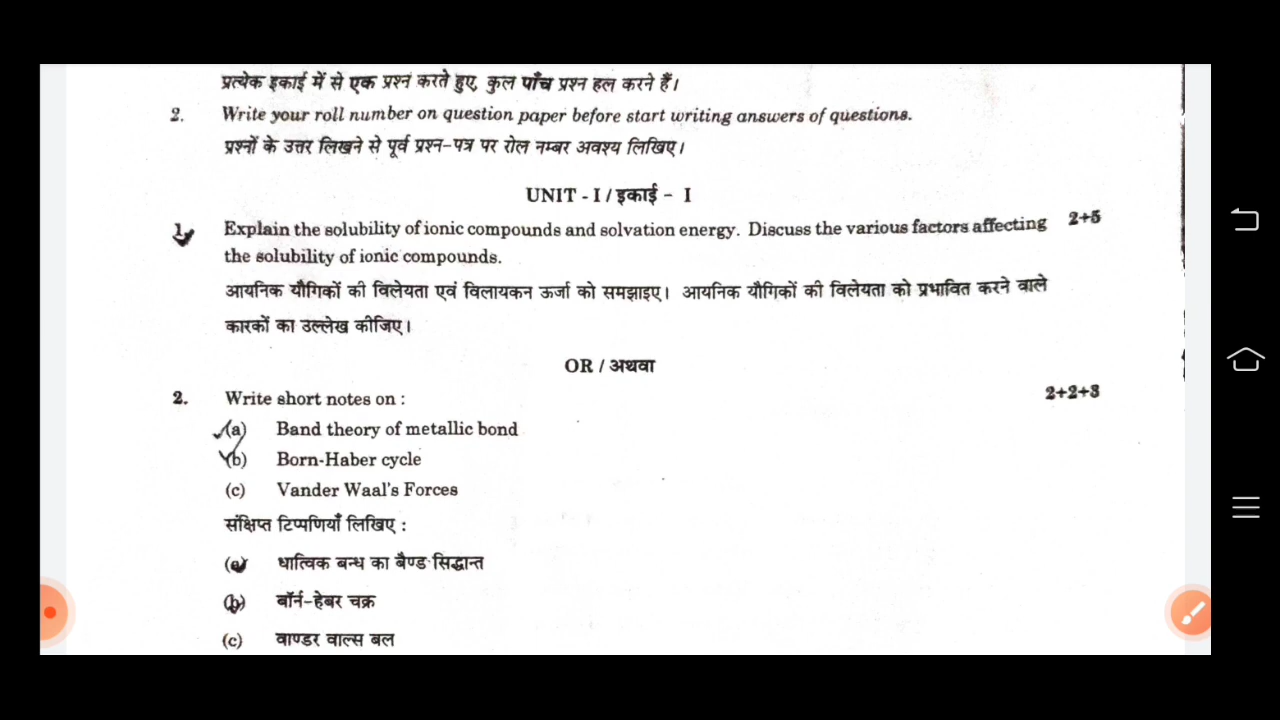 प्रत्येक इकाई में से एक प्रश्न करते हुए, कुल पाँच प्रश्न हल करने हैं।
2. Write your roll number on question paper before start writing answers of questions.
प्रश्नों के उत्तर लिखने से पूर्व प्रश्न-पत्र पर रोल नम्बर अवश्य लिखिए।
UNIT - I / इकाई - I
1. Explain the solubility of ionic compounds and solvation energy. Discuss the various factors affecting 2+5
the solubility of ionic compounds.
आयनिक यौगिकों की विलेयता एवं विलायकन ऊर्जा को समझाइए। आयनिक यौगिकों की विलेयता को प्रभावित करने वाले
कारकों का उल्लेख कीजिए।
OR / अथवा
2. Write short notes on : 2+2+3
(a) Band theory of metallic bond
(b) Born-Haber cycle
(c) Vander Waal's Forces
संक्षिप्त टिप्पणियाँ लिखिए :
(a) धात्विक बन्ध का बैण्ड सिद्धान्त
(b) बॉर्न-हेबर चक्र
(c) वाण्डर वाल्स बल